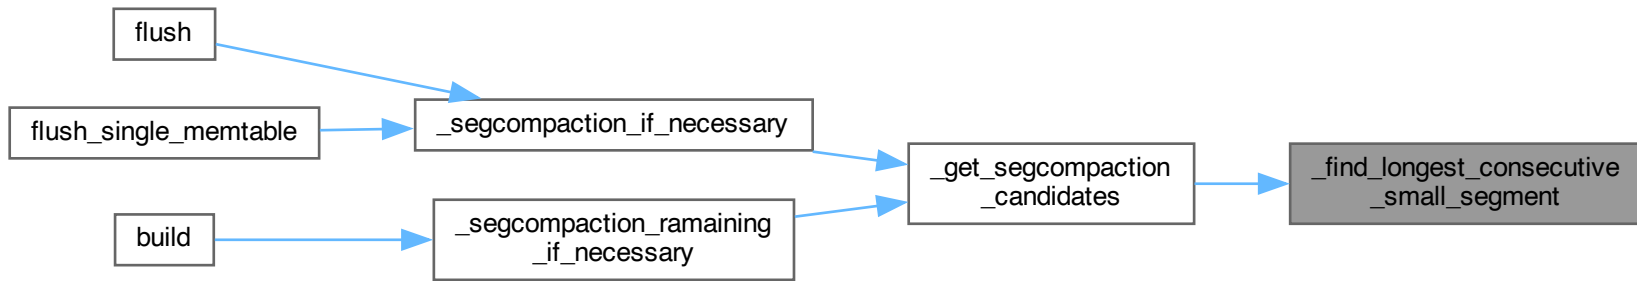 flush
flush_single_memtable
_segcompaction_if_necessary
_get_segcompaction
_candidates
_find_longest_consecutive
_small_segment
build
_segcompaction_ramaining
_if_necessary